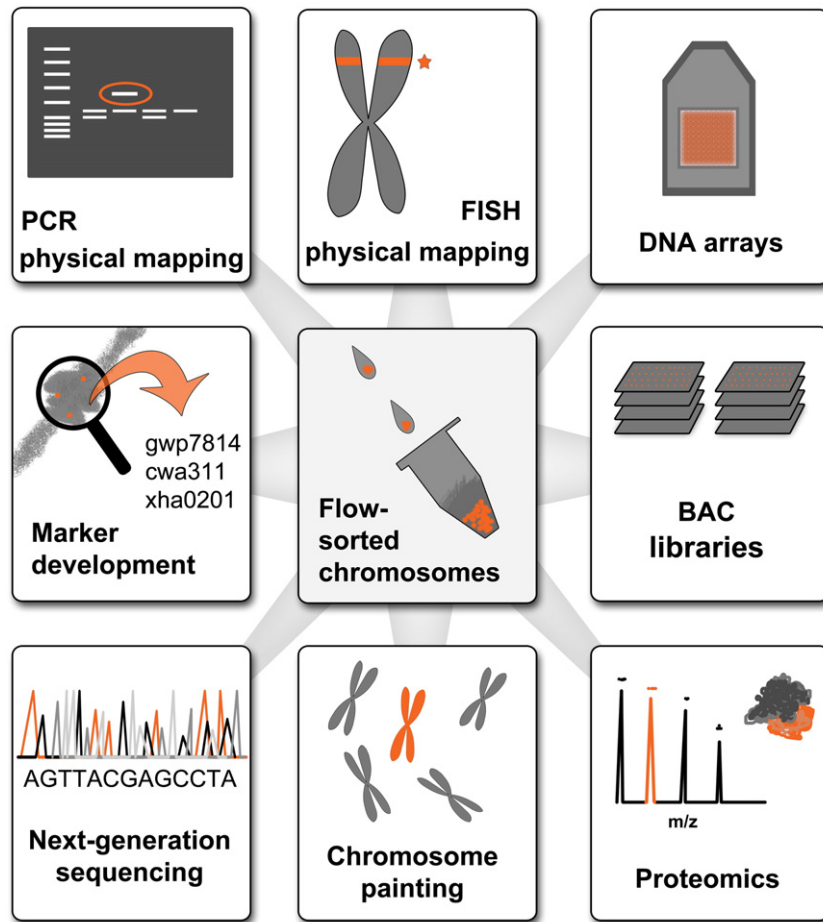 PCR
physical mapping
FISH
physical mapping
DNA arrays
gwp7814
cwa311
xha0201
Marker
development
Flow-
sorted
chromosomes
BAC
libraries
AGTTACGAGCCTA
Next-generation
sequencing
Chromosome
painting
m/z
Proteomics